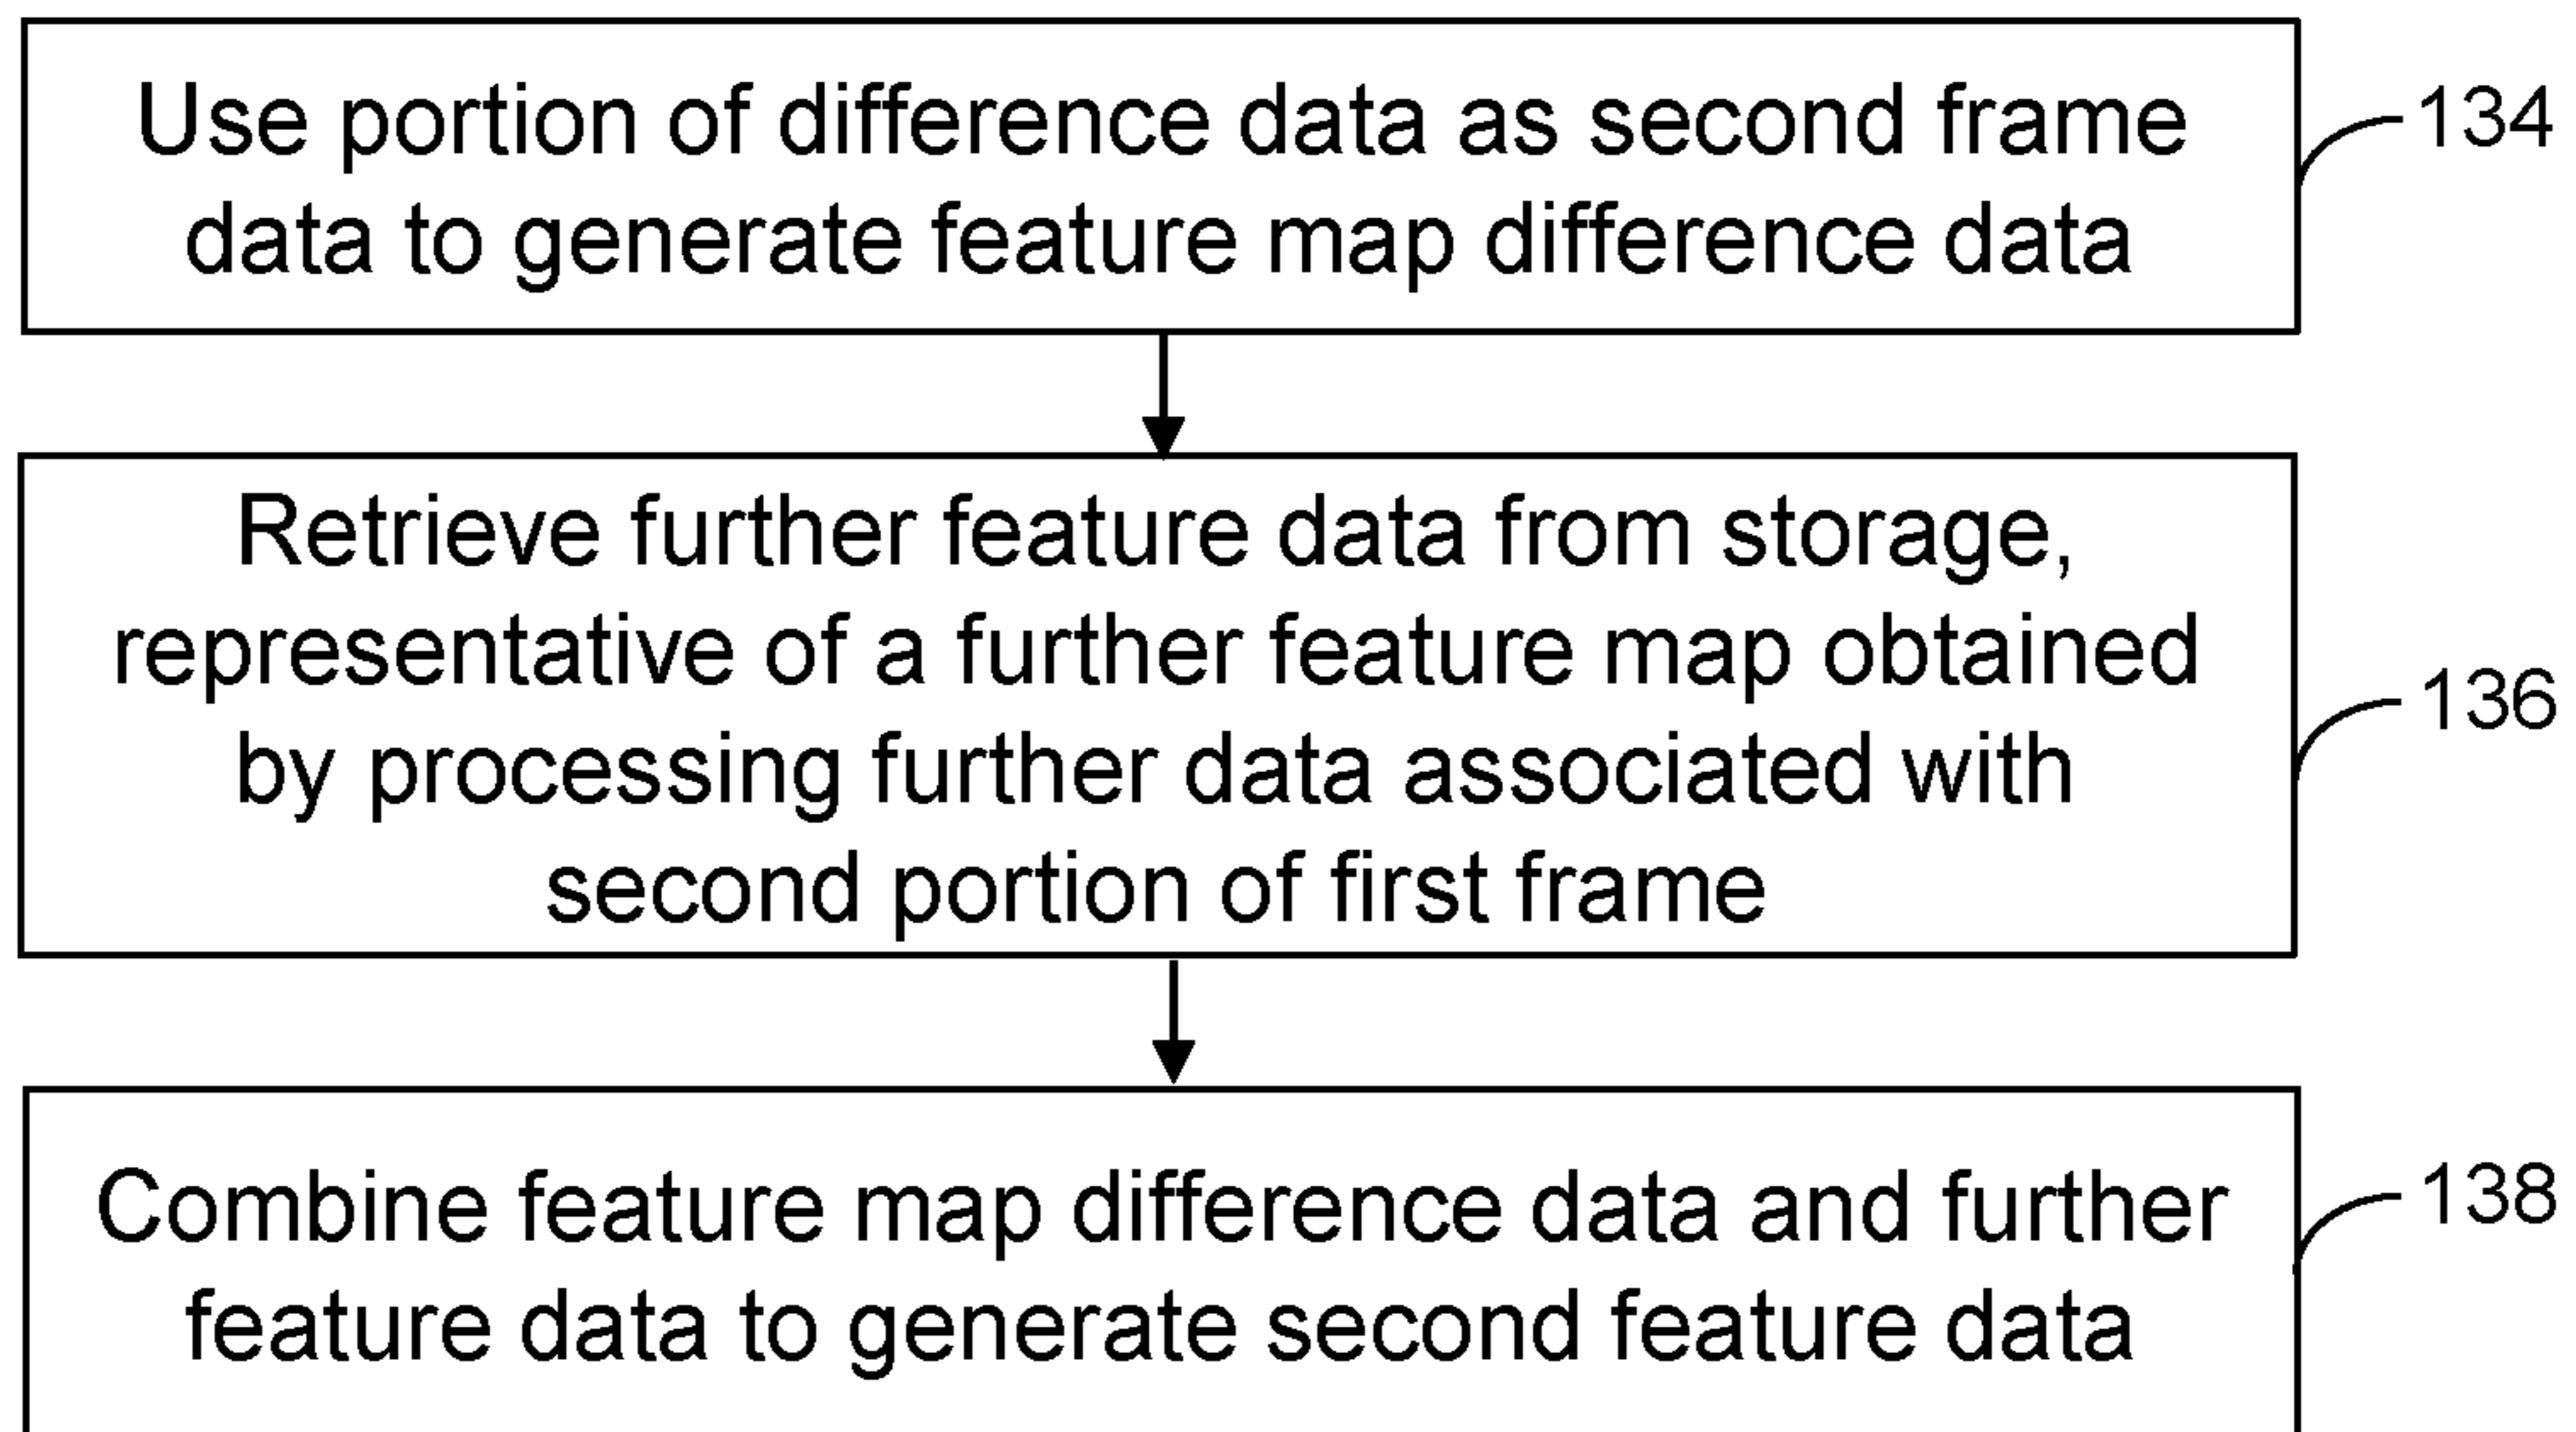 Use portion of difference data as second frame
data to generate feature map difference data
134
Retrieve further feature data from storage,
representative of a further feature map obtained
by processing further data associated with
second portion of first frame
136
Combine feature map difference data and further
feature data to generate second feature data
138